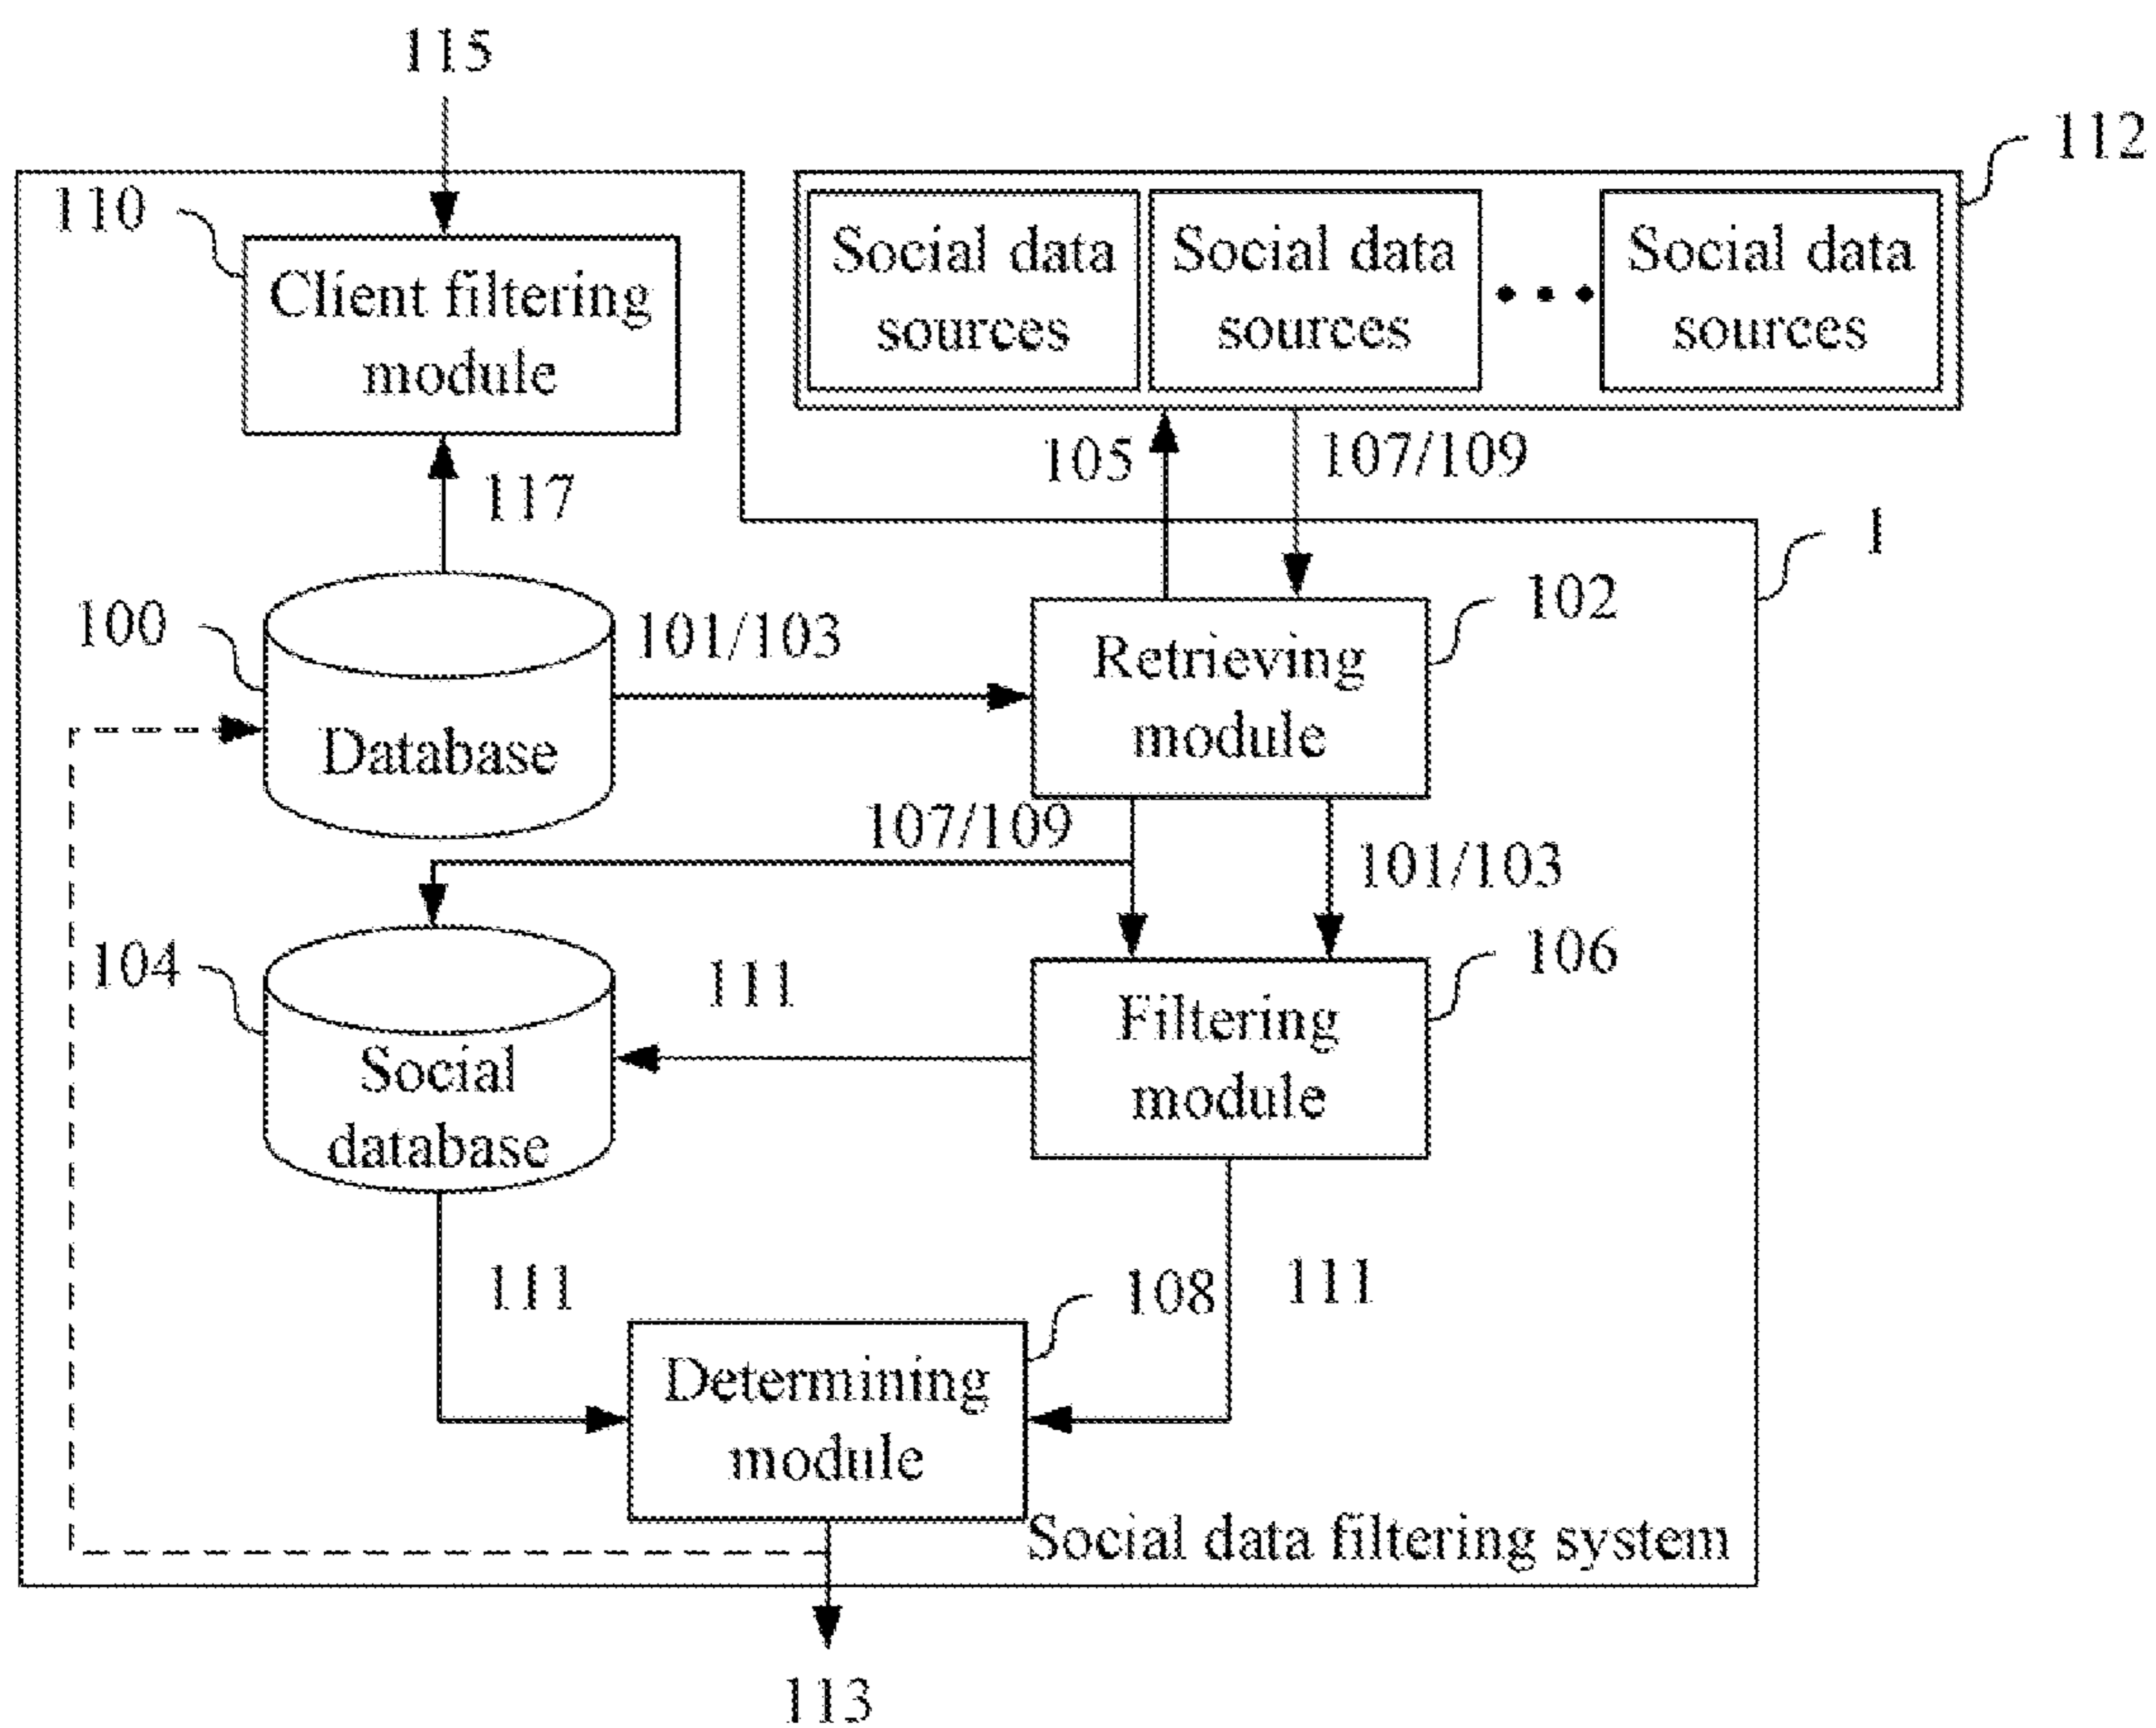 115
112
110
Client filtering
module
Social data
sources
Social data
sources
Social data
sources
105
107/109
117
1
100
101/103
102
Retrieving
module
Database
107/109
101/103
104
111
106
Filtering
module
Social
database
111
108
111
Determining
module
Social data filtering system
113